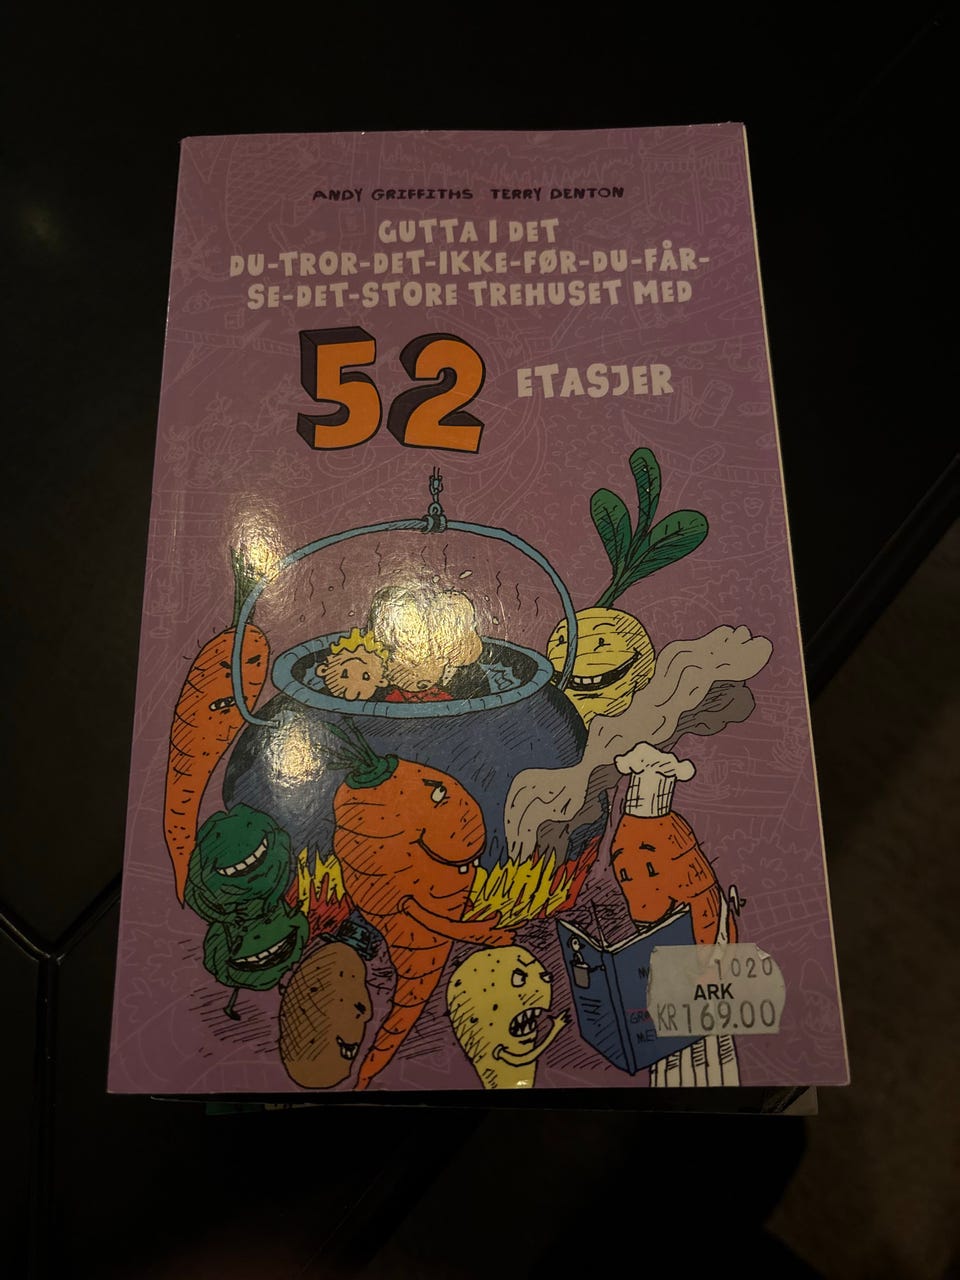 ANDY GRIFFITHS TERRY DENTON
GUTTA I DET
DU-TROR-DET-IKKE-FØR-DU-FÅR-
SE-DET-STORE TREHUSET MED
52 ETASJER
1020
ARK
KR169.00